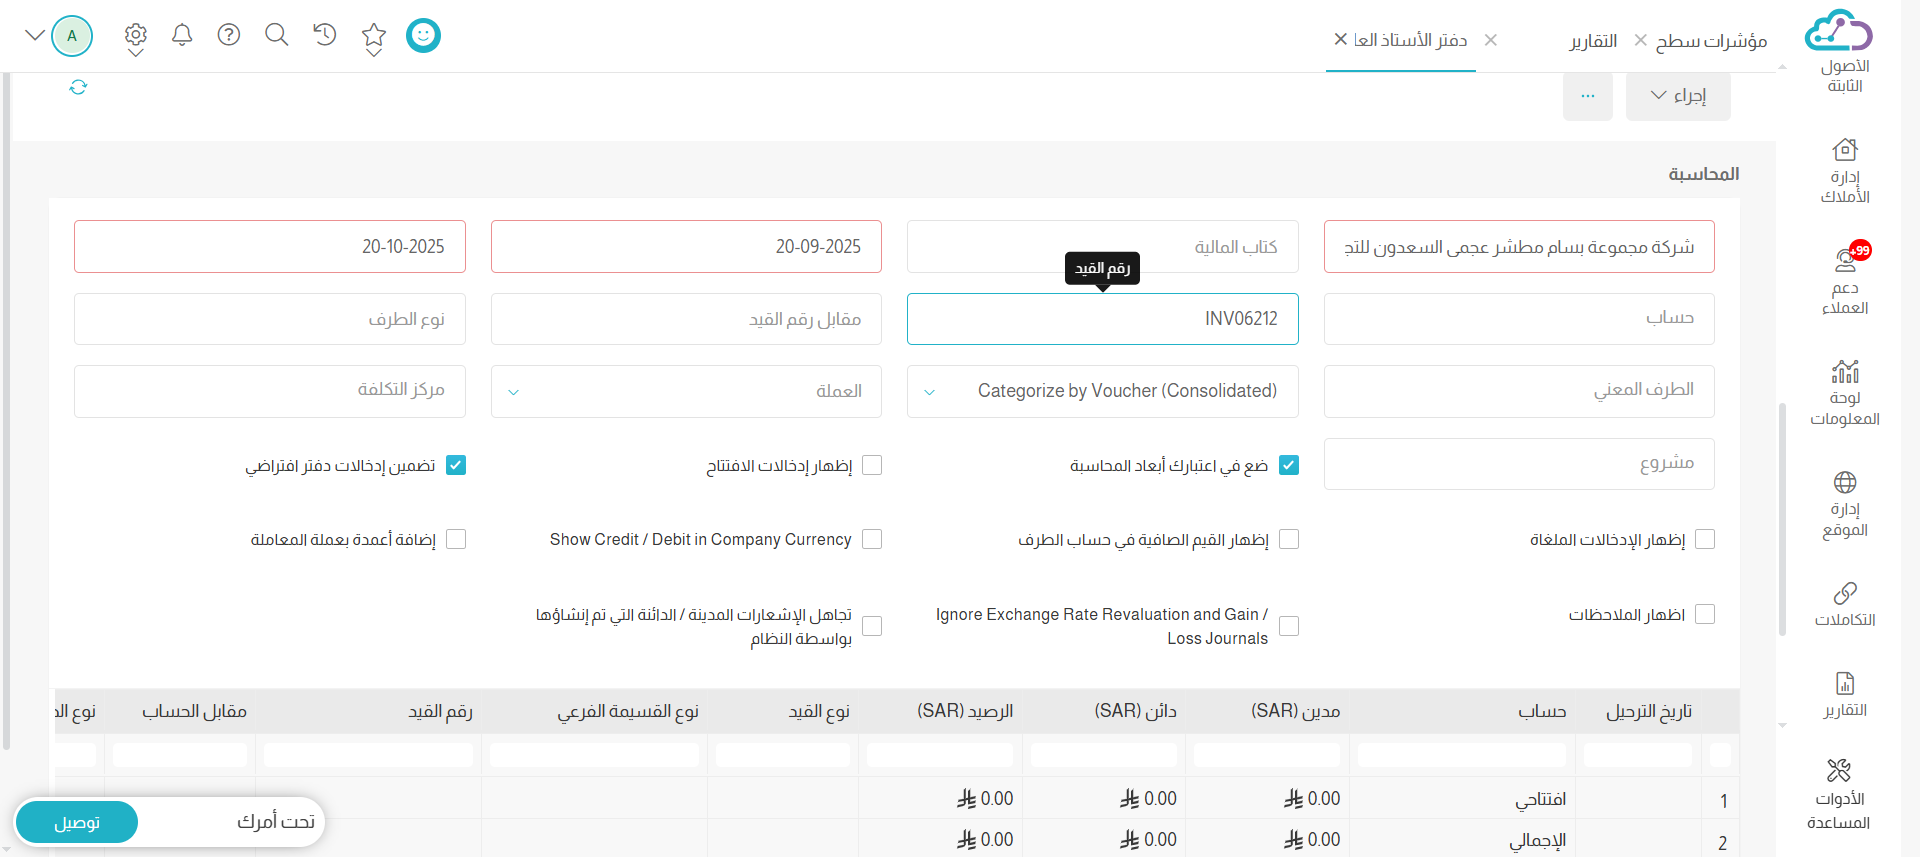 مؤشرات سطح
التقارير
دفتر الأستاذ العا
A
الأصول الثابتة
إدارة الأملاك
+99
دعم العملاء
لوحة المعلومات
إدارة الموقع
التكاملات
التقارير
الأدوات المساعدة
إجراء
...
المحاسبة
شركة مجموعة بسام مطشر عجمى السعدون للتج
كتاب المالية
20-09-2025
20-10-2025
رقم القيد
حساب
INV06212
مقابل رقم القيد
نوع الطرف
الطرف المعني
Categorize by Voucher (Consolidated)
العملة
مركز التكلفة
مشروع
ضع في اعتبارك أبعاد المحاسبة
إظهار إدخالات الافتتاح
تضمين إدخالات دفتر افتراضي
إظهار الإدخالات الملغاة
إظهار القيم الصافية في حساب الطرف
Show Credit / Debit in Company Currency
إضافة أعمدة بعملة المعاملة
اظهار الملاحظات
Ignore Exchange Rate Revaluation and Gain /
Loss Journals
تجاهل الإشعارات المدينة / الدائنة التي تم إنشاؤها
بواسطة النظام
تاريخ الترحيل
حساب
مدين (SAR)
دائن (SAR)
الرصيد (SAR)
نوع القيد
نوع القسيمة الفرعي
رقم القيد
مقابل الحساب
نوع الط
1
افتتاحي
0.00
0.00
0.00
2
الإجمالي
0.00
0.00
0.00
تحت أمرك
توصيل